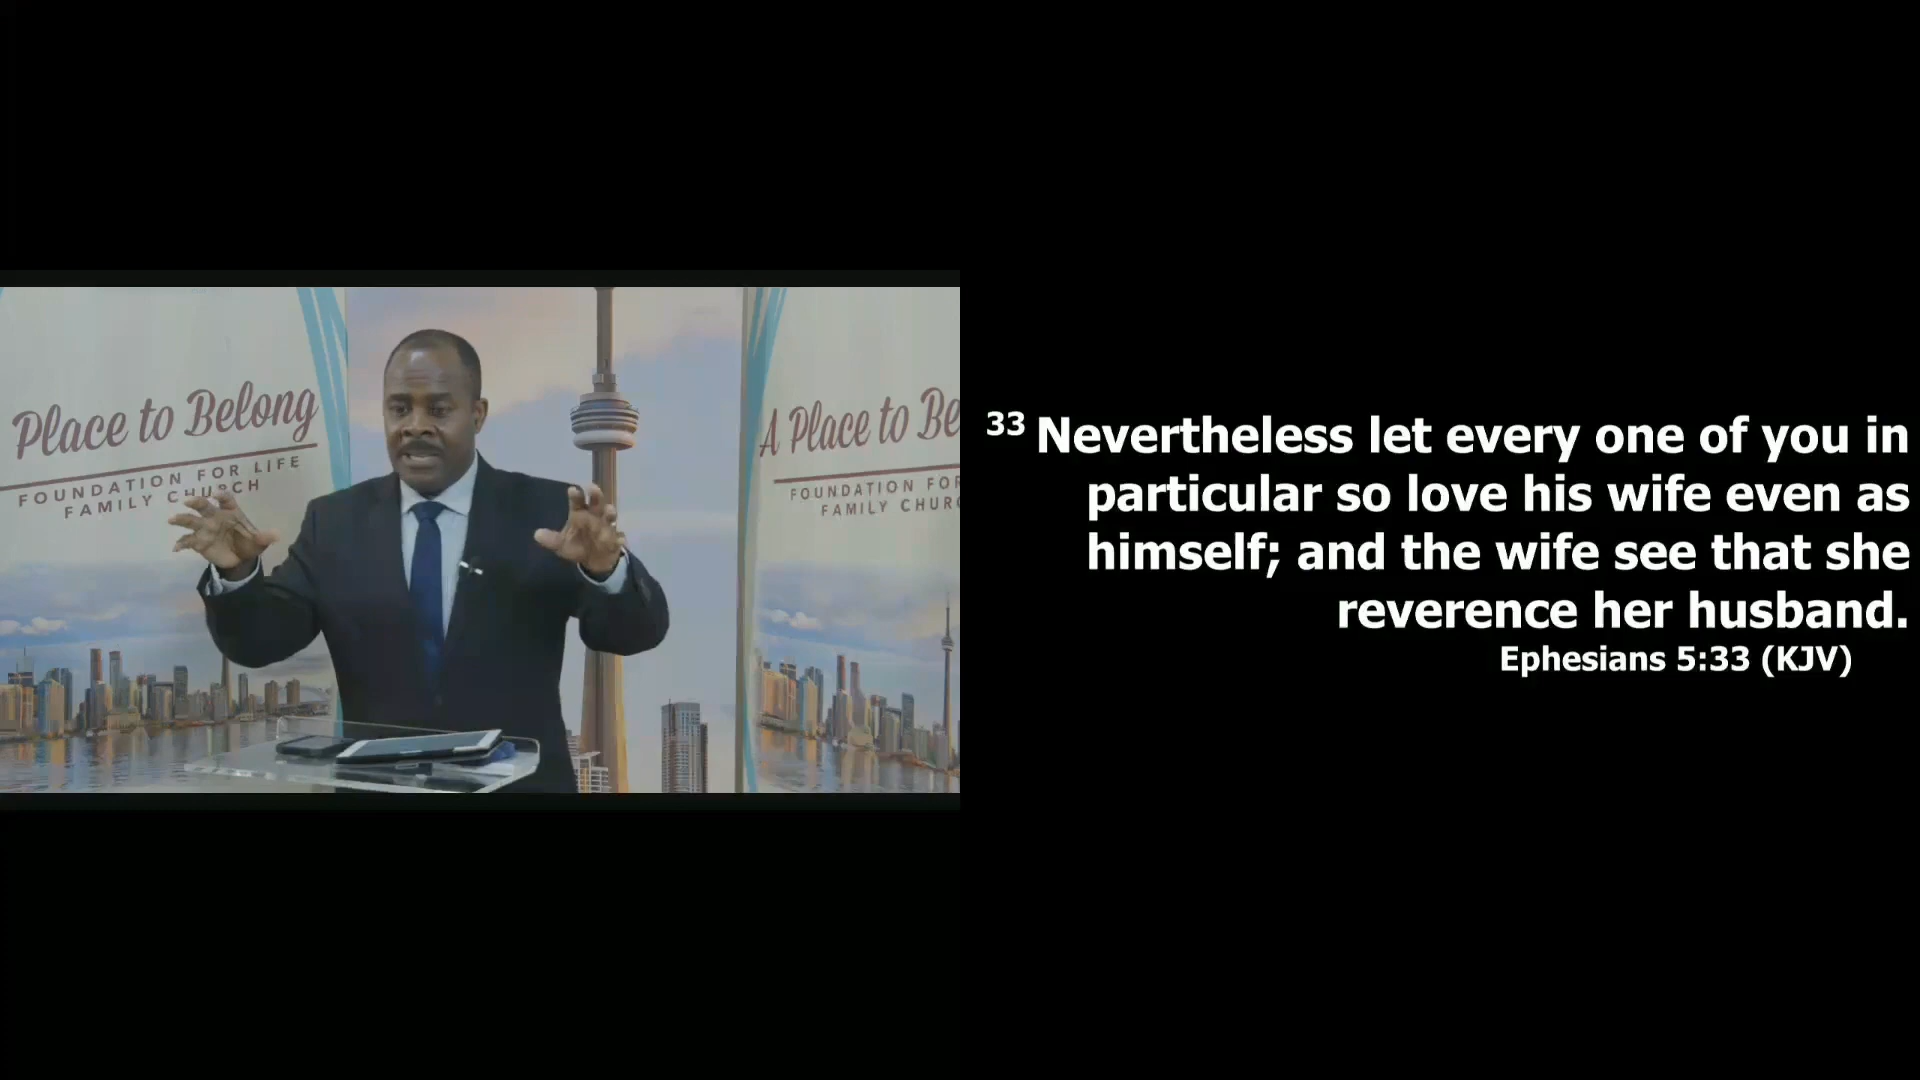 Place to Belong
FOUNDATION FOR LIFE
FAMILY CHURCH
A Place to Be
FOUNDATION FOR
FAMILY CHURC
33 Nevertheless let every one of you in
particular so love his wife even as
himself; and the wife see that she
reverence her husband.
Ephesians 5:33 (KJV)